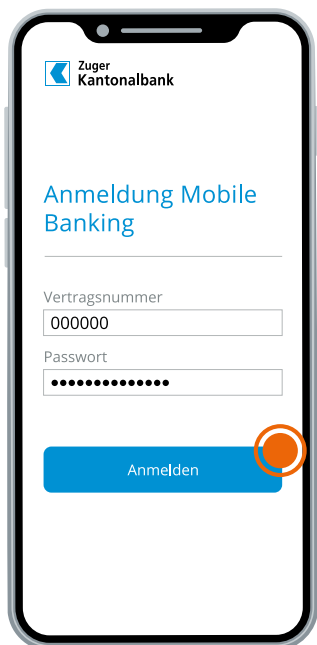 Zuger
Kantonalbank
Anmeldung Mobile
Banking
Vertragsnummer
000000
Passwort
••••••••••••••
Anmelden